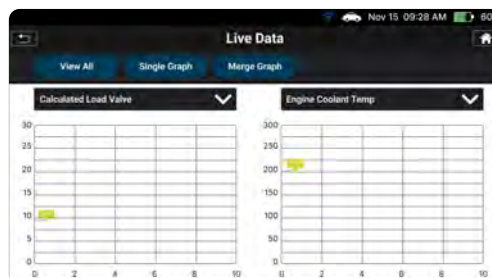 Nov 15 09:28 AM 60
Live Data
View All Single Graph Merge Graph
Calculated Load Valve Engine Coolant Temp
30 300
25 250
20 200
15 150
10 100
5 50
0 0
0 2 4 6 8 10 0 2 4 6 8 10